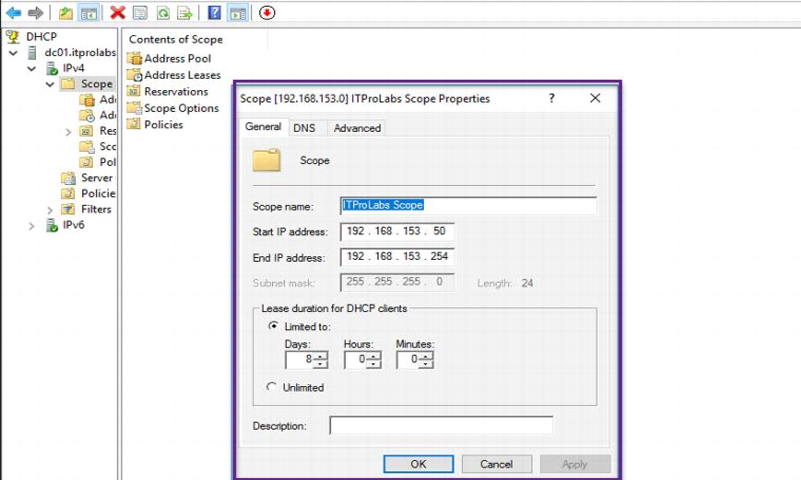 DHCP
dc01.itprolabs
IPv4
Scope
Ad
Ad
Res
Sco
Pol
Server
Policie
Filters
IPv6
Contents of Scope
Address Pool
Address Leases
Reservations
Scope Options
Policies
Scope [192.168.153.0] ITProLabs Scope Properties ?
General DNS Advanced
Scope
Scope name: ITProLabs Scope
Start IP address: 192 . 168 . 153 . 50
End IP address: 192 . 168 . 153 . 254
Subnet mask: 255 . 255 . 255 . 0 Length: 24
Lease duration for DHCP clients
Limited to:
Days: Hours: Minutes:
8 0 0
Unlimited
Description:
OK Cancel Apply